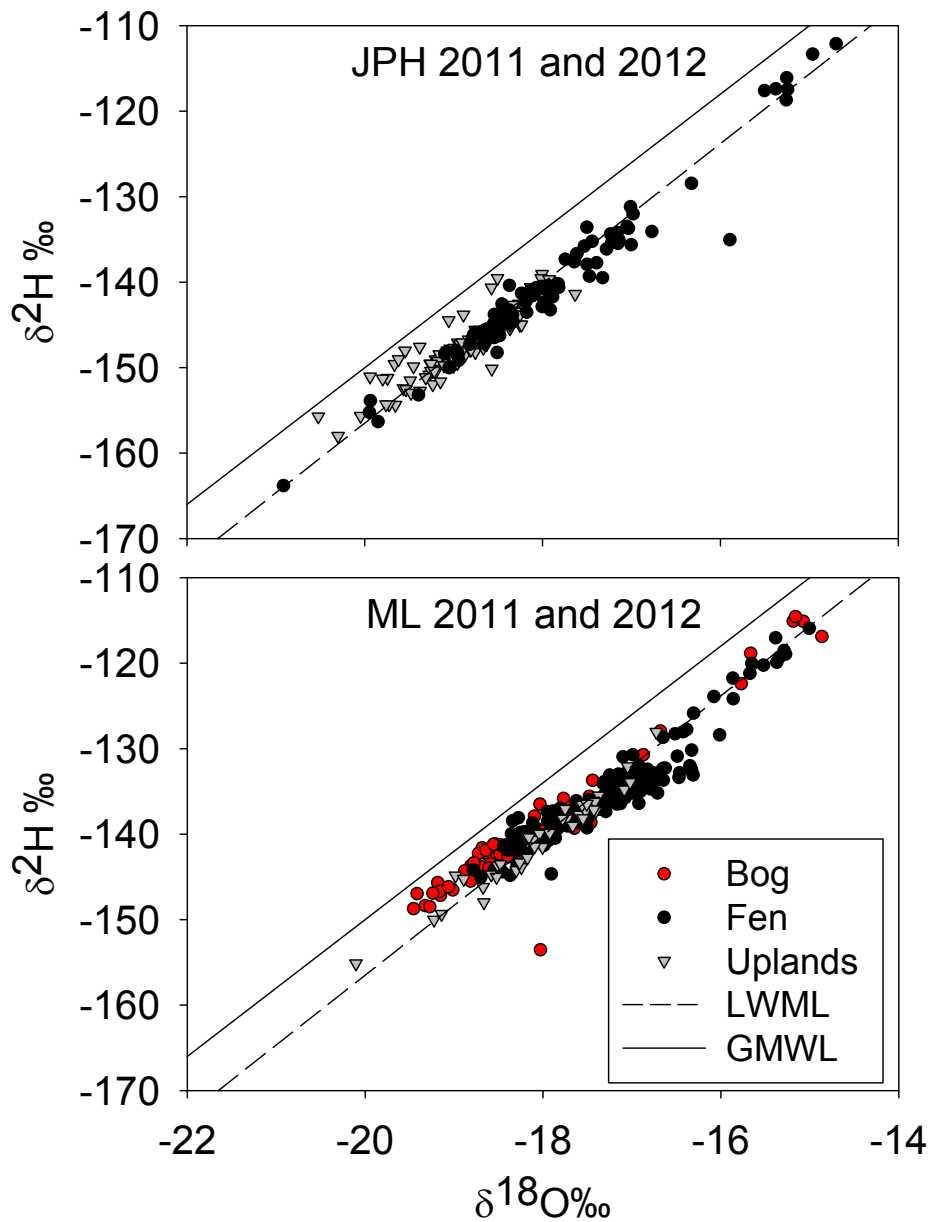 -110
JPH 2011 and 2012
-120
-130
-140
-150
-160
-170
δ²H ‰
-110
ML 2011 and 2012
-120
-130
-140
-150
-160
-170
δ²H ‰
Bog
Fen
Uplands
LWML
GMWL
-22 -20 -18 -16 -14
δ¹⁸O‰